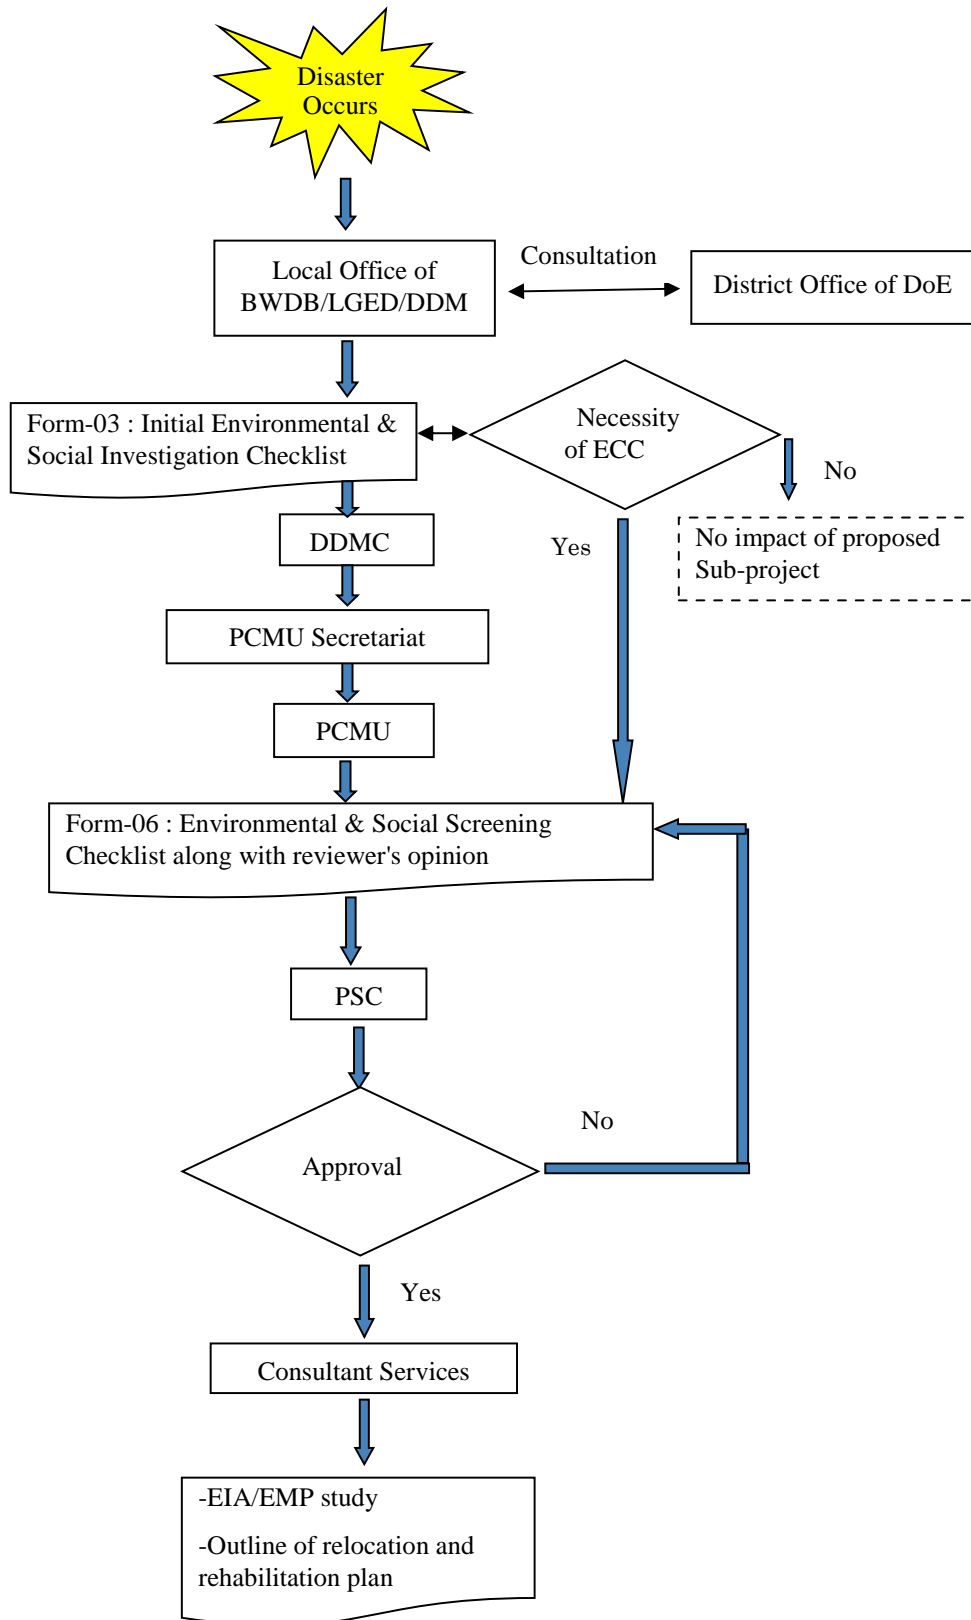 Disaster
Occurs
Local Office of
BWDB/LGED/DDM
Consultation
District Office of DoE
Form-03 : Initial Environmental &
Social Investigation Checklist
Necessity
of ECC
No
No impact of proposed
Sub-project
Yes
DDMC
PCMU Secretariat
PCMU
Form-06 : Environmental & Social Screening
Checklist along with reviewer's opinion
PSC
Approval
No
Yes
Consultant Services
-EIA/EMP study
-Outline of relocation and
rehabilitation plan